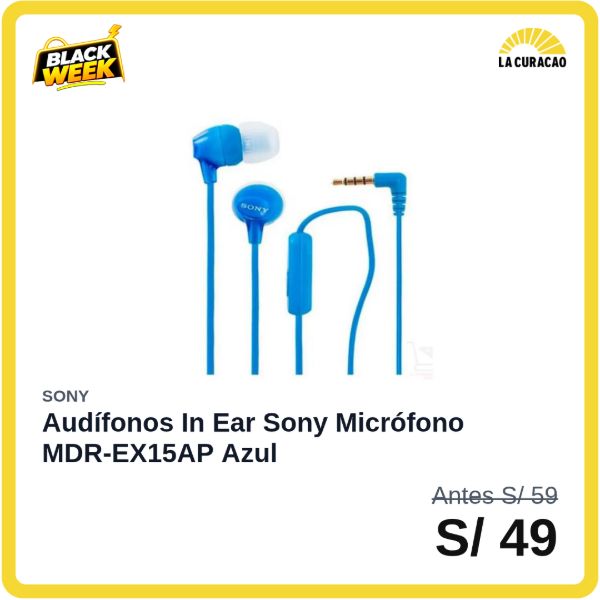 BLACK
WEEK
LA CURACAO
SONY
SONY
Audífonos In Ear Sony Micrófono
MDR-EX15AP Azul
Antes S/ 59
S/ 49